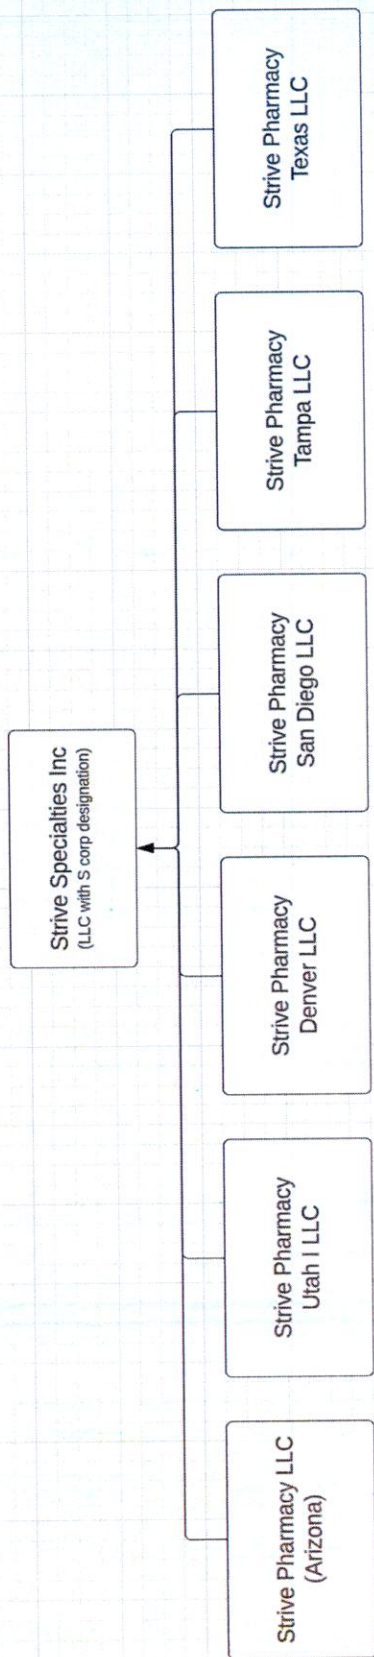 Strive Specialties Inc
(LLC with S corp designation)
Strive Pharmacy LLC
(Arizona)
Strive Pharmacy
Utah I LLC
Strive Pharmacy
Denver LLC
Strive Pharmacy
San Diego LLC
Strive Pharmacy
Tampa LLC
Strive Pharmacy
Texas LLC